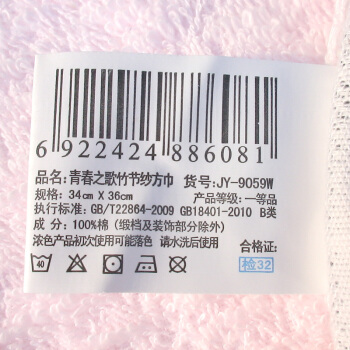 6 922424 886081
品名:青春之歌竹节纱方巾 货号:JY-9059W
规格:34cm X 36cm 产品等级:一等品
执行标准:GB/T22864-2009 GB18401-2010 B类
成 分:100%棉(缎档及装饰部分除外)
浓色产品初次使用可能落色 请水洗后使用 合格证:
40 检32